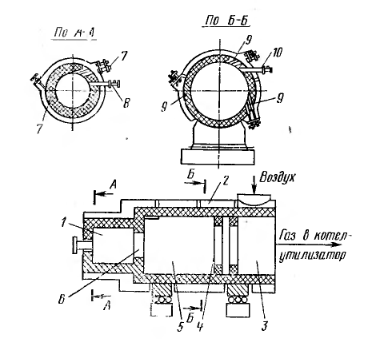 По А-А
По Б-Б
7
8
7
9
10
9
9
А
Б
2
Воздух
1
Газ в котел-
утилизатор
А
6
Б
5
4
3